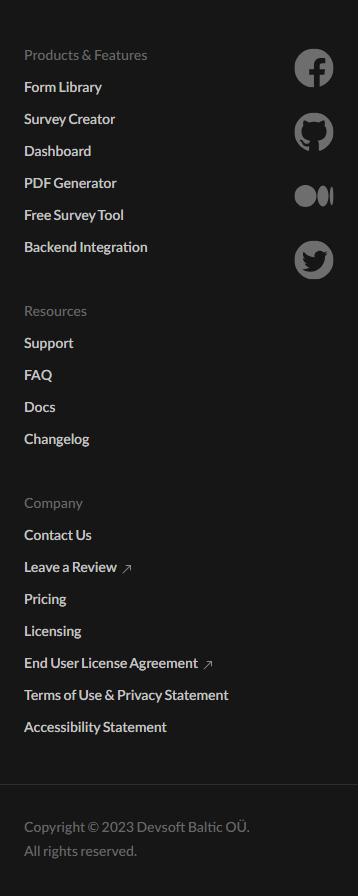 Products & Features
Form Library
Survey Creator
Dashboard
PDF Generator
Free Survey Tool
Backend Integration
Resources
Support
FAQ
Docs
Changelog
Company
Contact Us
Leave a Review ↗
Pricing
Licensing
End User License Agreement ↗
Terms of Use & Privacy Statement
Accessibility Statement
Copyright © 2023 Devsoft Baltic OÜ.
All rights reserved.